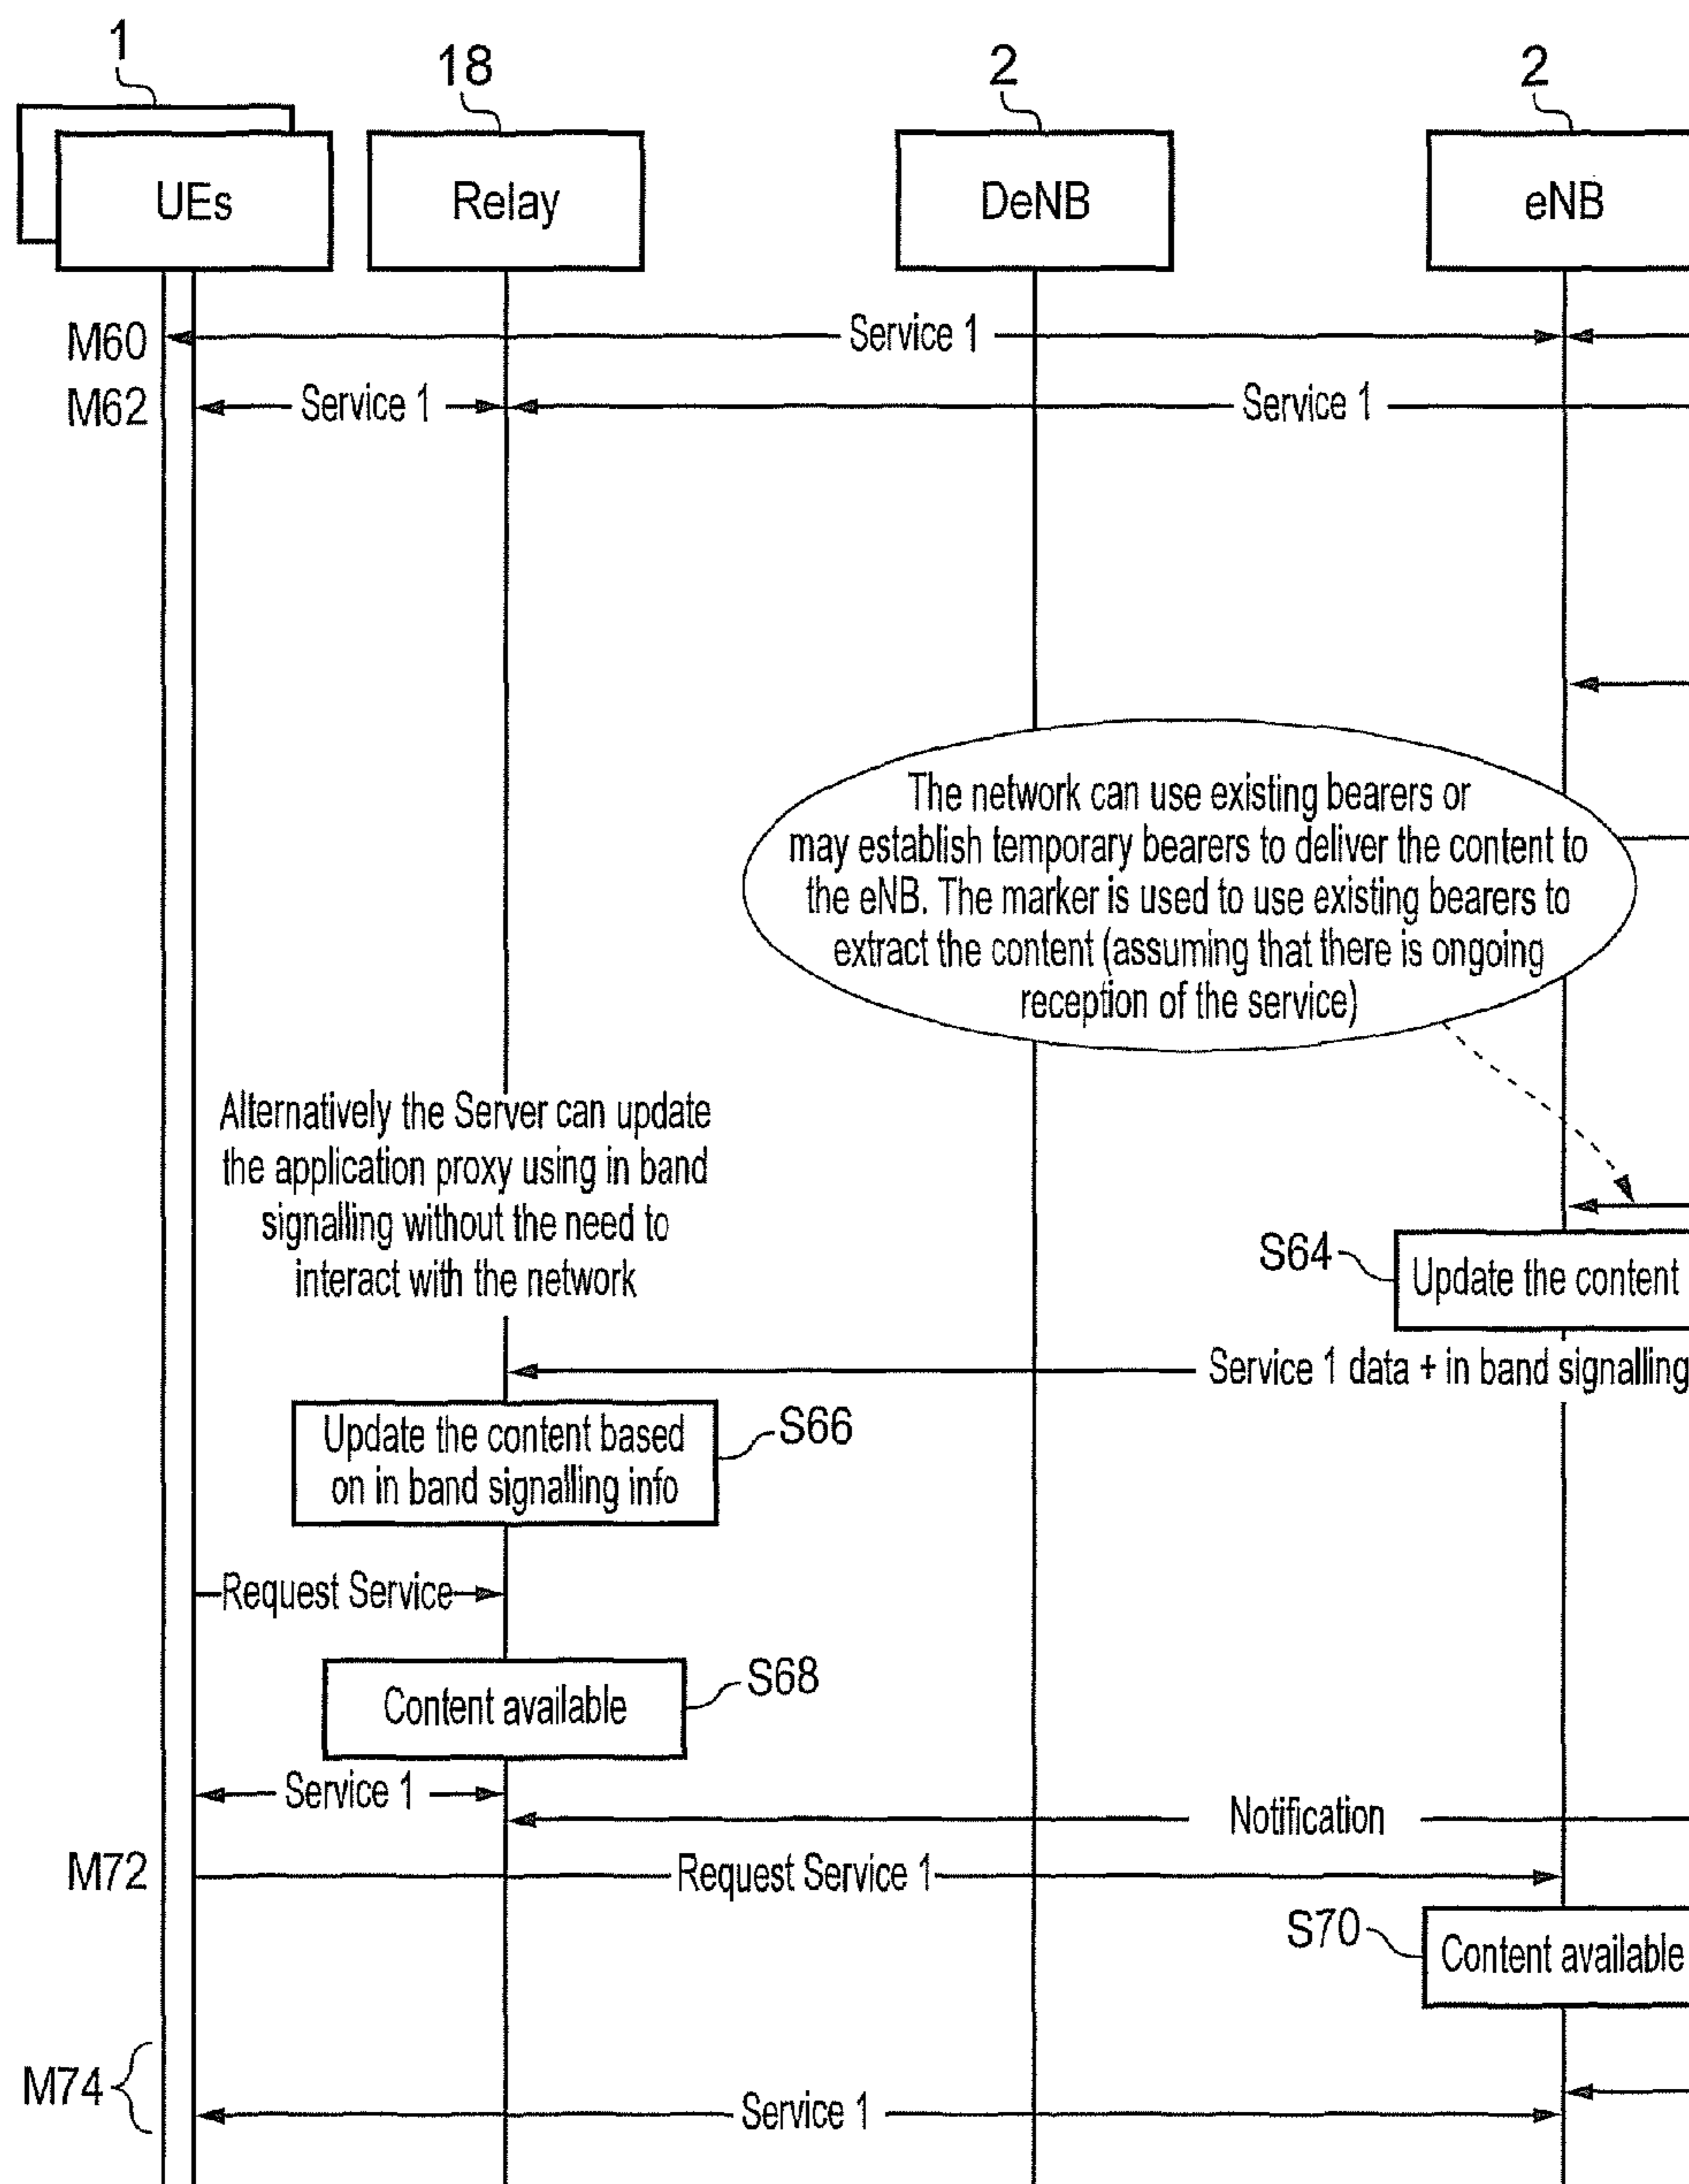 1
18
2
2
UEs
Relay
DeNB
eNB
M60
Service 1
M62
Service 1
Service 1
The network can use existing bearers or
may establish temporary bearers to deliver the content to
the eNB. The marker is used to use existing bearers to
extract the content (assuming that there is ongoing
reception of the service)
Alternatively the Server can update
the application proxy using in band
signalling without the need to
interact with the network
S64
Update the content
Service 1 data + in band signalling
Update the content based
on in band signalling info
S66
Request Service
Content available
S68
Service 1
Notification
M72
Request Service 1
S70
Content available
M74
Service 1